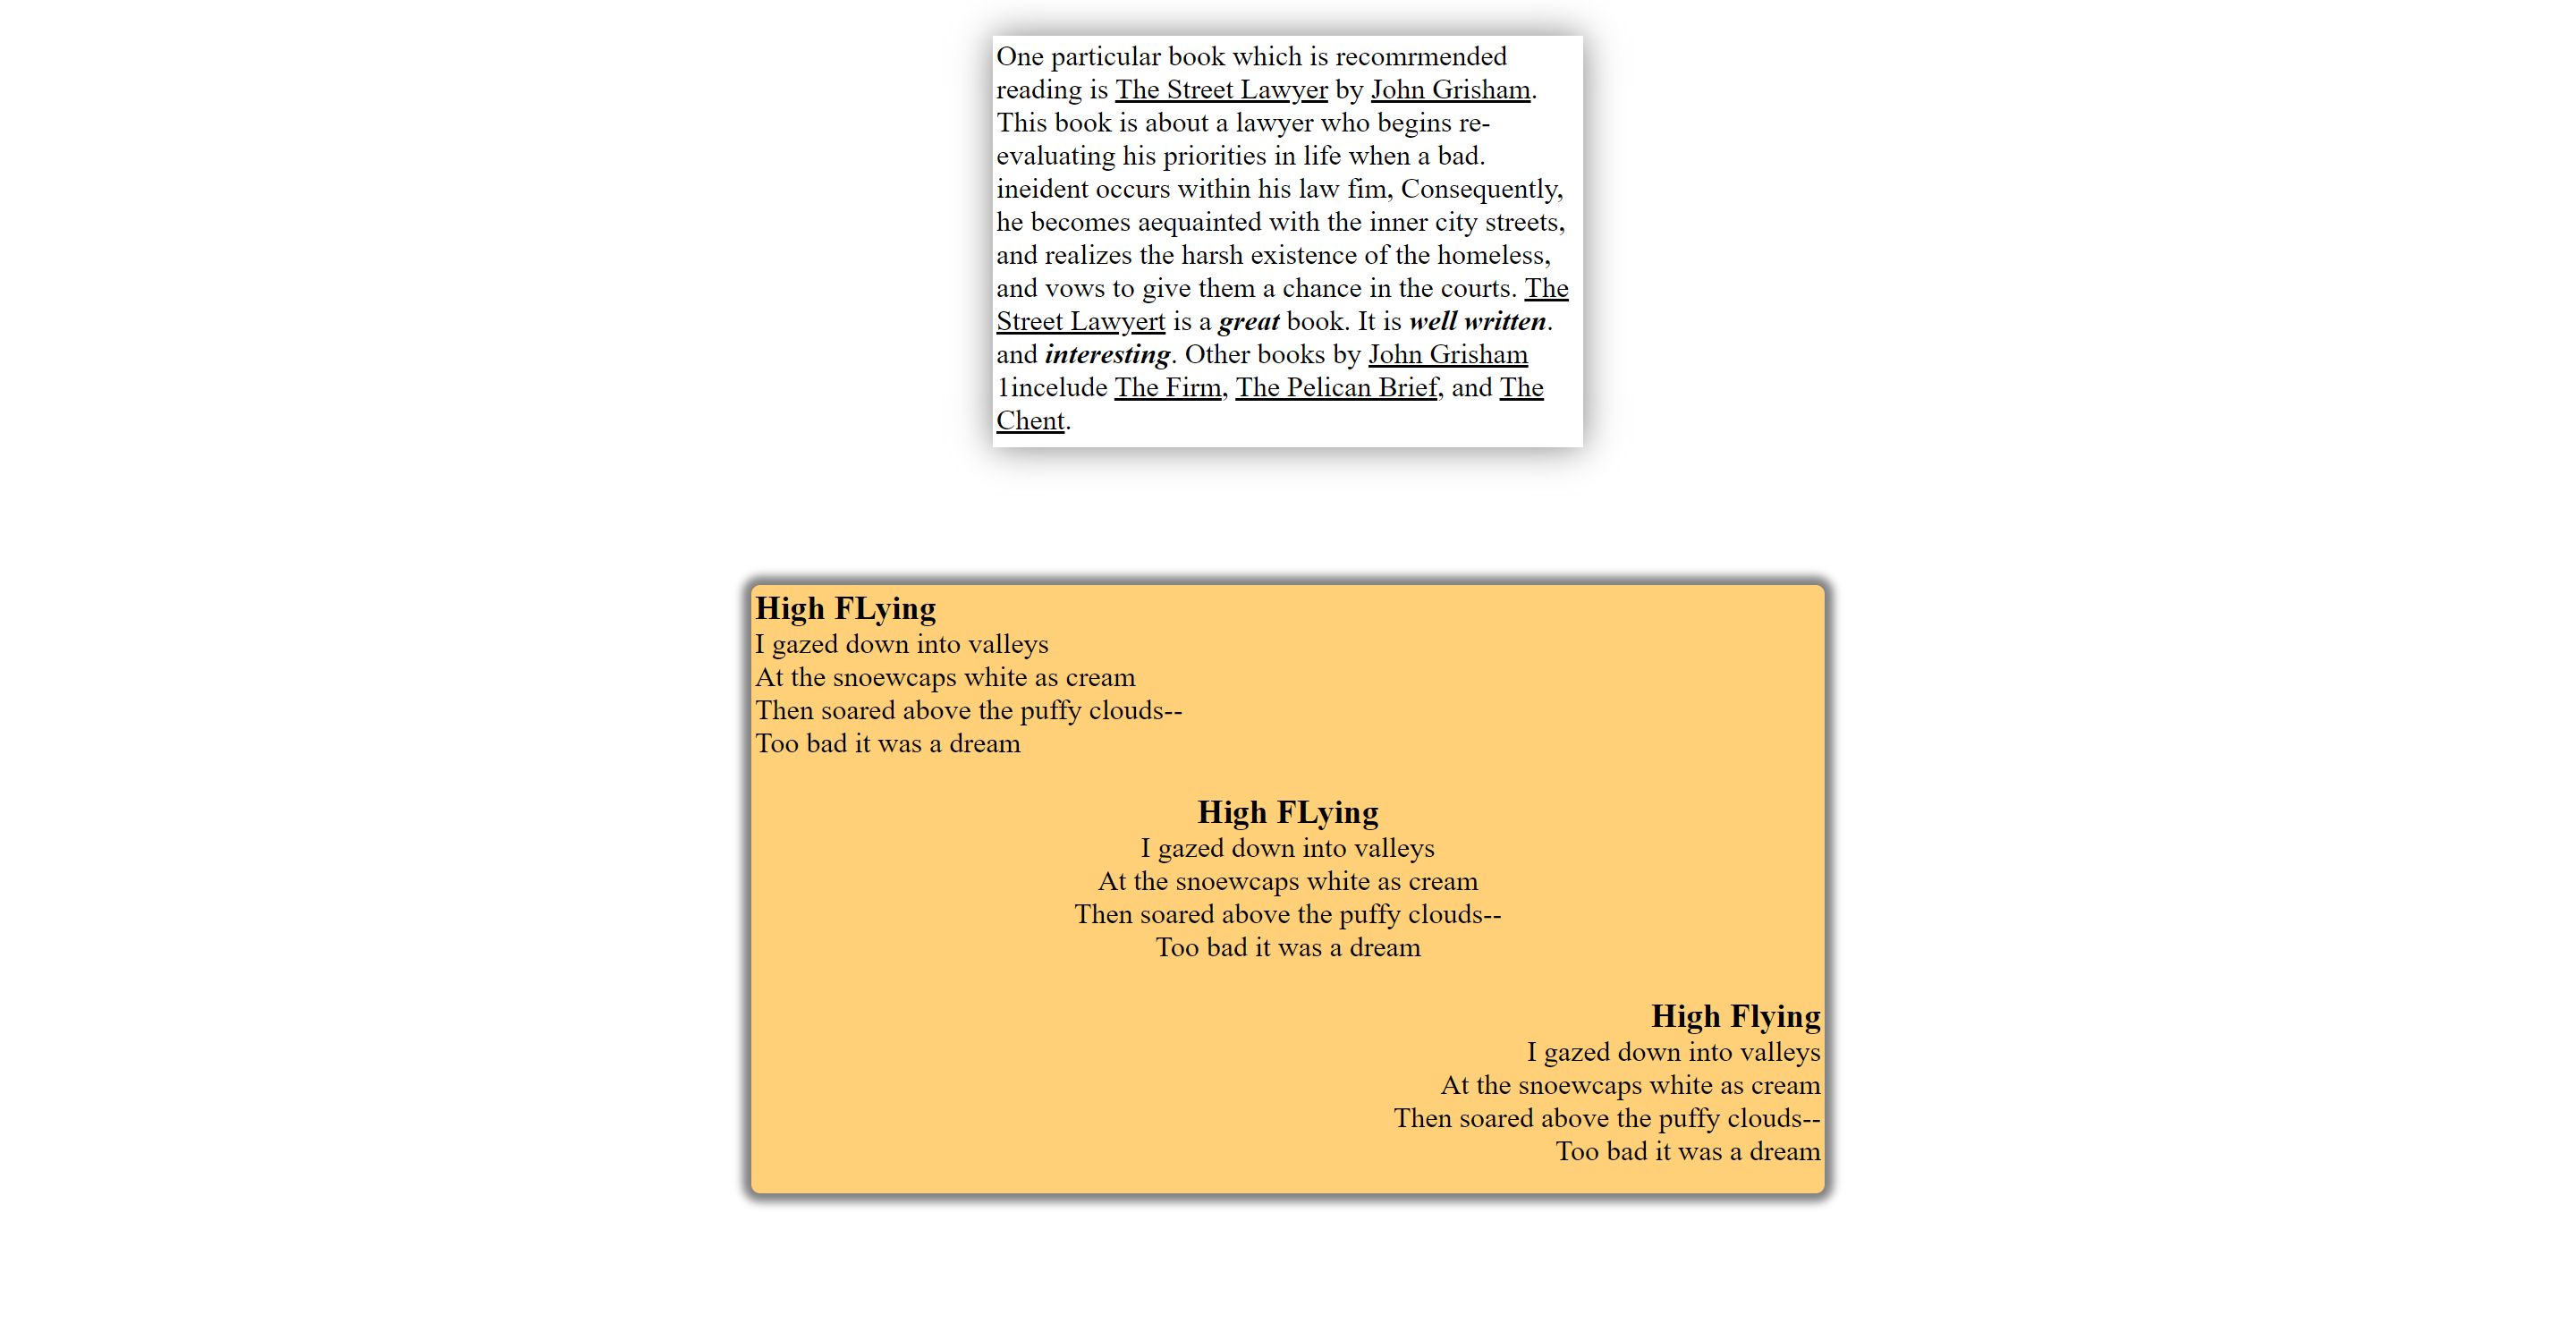 One particular book which is recomrmended
reading is The Street Lawyer by John Grisham.
This book is about a lawyer who begins re-
evaluating his priorities in life when a bad.
ineident occurs within his law fim, Consequently,
he becomes aequainted with the inner city streets,
and realizes the harsh existence of the homeless,
and vows to give them a chance in the courts. The
Street Lawyert is a great book. It is well written.
and interesting. Other books by John Grisham
1incelude The Firm, The Pelican Brief, and The
Chent.
High FLying
I gazed down into valleys
At the snoewcaps white as cream
Then soared above the puffy clouds--
Too bad it was a dream
High FLying
I gazed down into valleys
At the snoewcaps white as cream
Then soared above the puffy clouds--
Too bad it was a dream
High Flying
I gazed down into valleys
At the snoewcaps white as cream
Then soared above the puffy clouds--
Too bad it was a dream